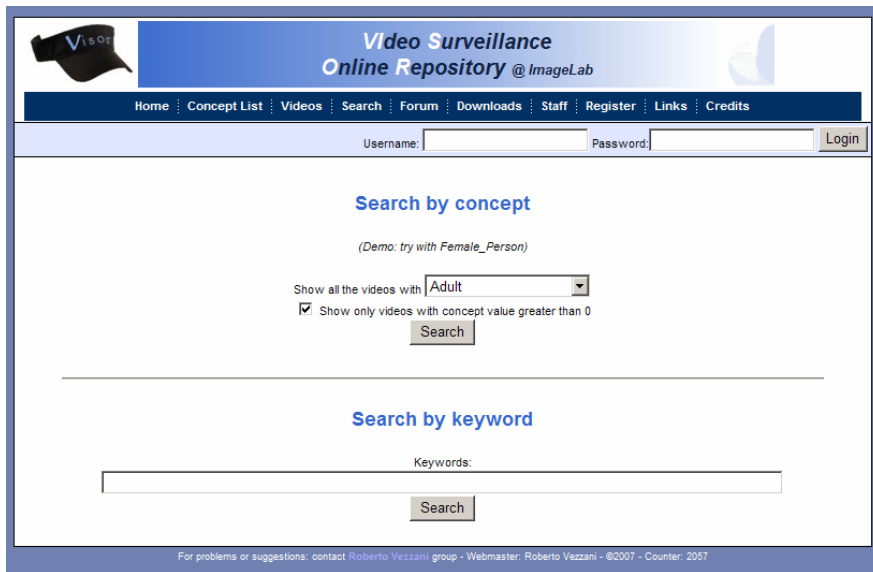 Visor
VIdeo Surveillance
Online Repository @ ImageLab
Home Concept List Videos Search Forum Downloads Staff Register Links Credits
Username: Password: Login
Search by concept
(Demo: try with Female_Person)
Show all the videos with Adult
Show only videos with concept value greater than 0
Search
Search by keyword
Keywords:
Search
For problems or suggestions: contact Roberto Vezzani group - Webmaster: Roberto Vezzani - ©2007 - Counter: 2057